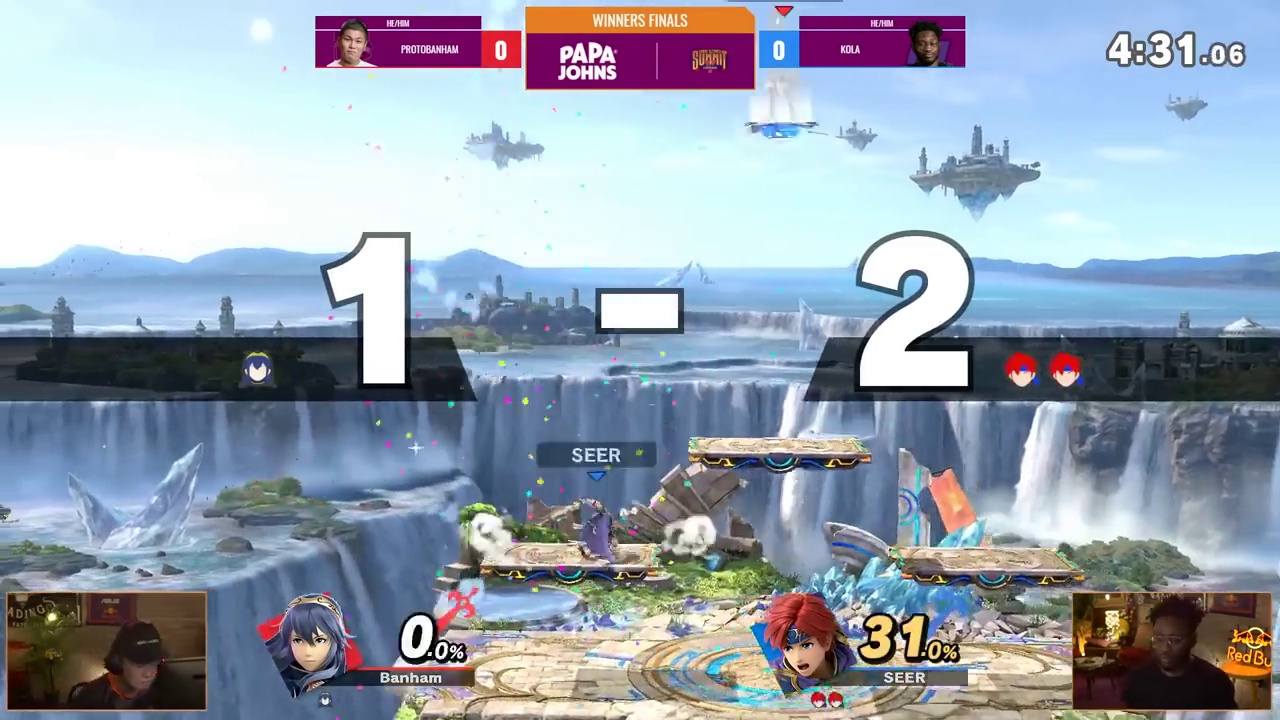 HE/HIM
PROTOBANHAM
0
WINNERS FINALS
PAPA JOHNS
SUMMIT
HE/HIM
0
KOLA
4:31.06
1 - 2
SEER
0.0%
Banham
31.0%
SEER
Red Bu